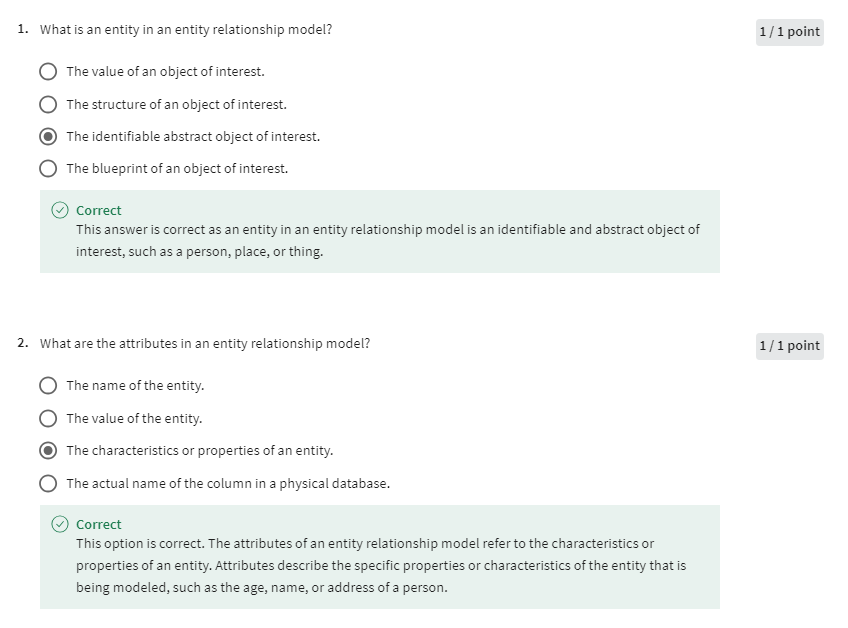 1. What is an entity in an entity relationship model?
1 / 1 point
The value of an object of interest.
The structure of an object of interest.
The identifiable abstract object of interest.
The blueprint of an object of interest.
Correct
This answer is correct as an entity in an entity relationship model is an identifiable and abstract object of
interest, such as a person, place, or thing.
2. What are the attributes in an entity relationship model?
1 / 1 point
The name of the entity.
The value of the entity.
The characteristics or properties of an entity.
The actual name of the column in a physical database.
Correct
This option is correct. The attributes of an entity relationship model refer to the characteristics or
properties of an entity. Attributes describe the specific properties or characteristics of the entity that is
being modeled, such as the age, name, or address of a person.